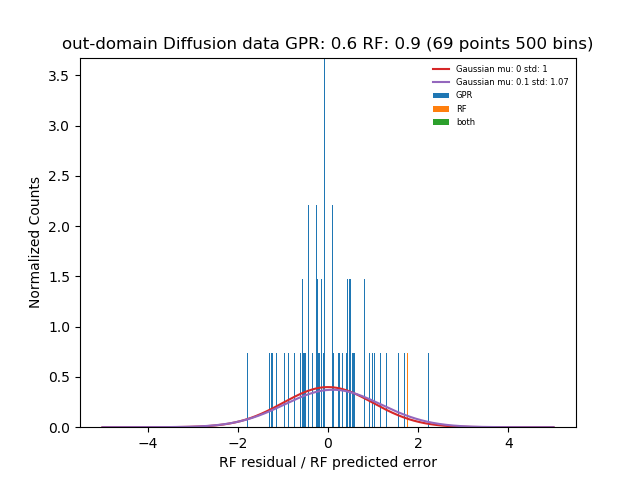 out-domain Diffusion data GPR: 0.6 RF: 0.9 (69 points 500 bins)
Gaussian mu: 0 std: 1
Gaussian mu: 0.1 std: 1.07
GPR
RF
both
Normalized Counts
3.5
3.0
2.5
2.0
1.5
1.0
0.5
0.0
−4 −2 0 2 4
RF residual / RF predicted error